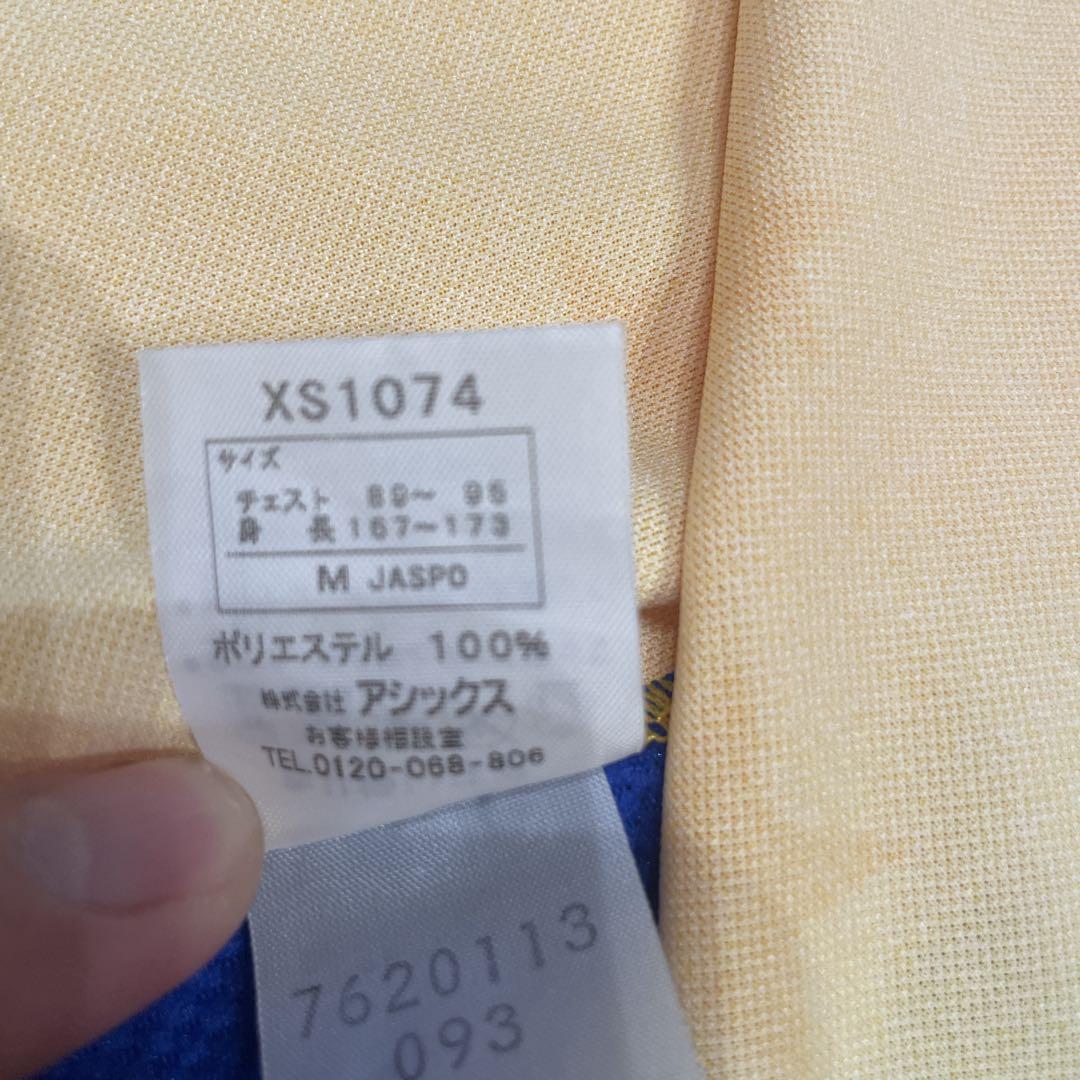 XS1074
サイズ
チェスト 89〜 95
身 長 167〜173
M JASPO
ポリエステル 100%
株式会社 アシックス
お客様相談室
TEL.0120-068-806
7620113
093